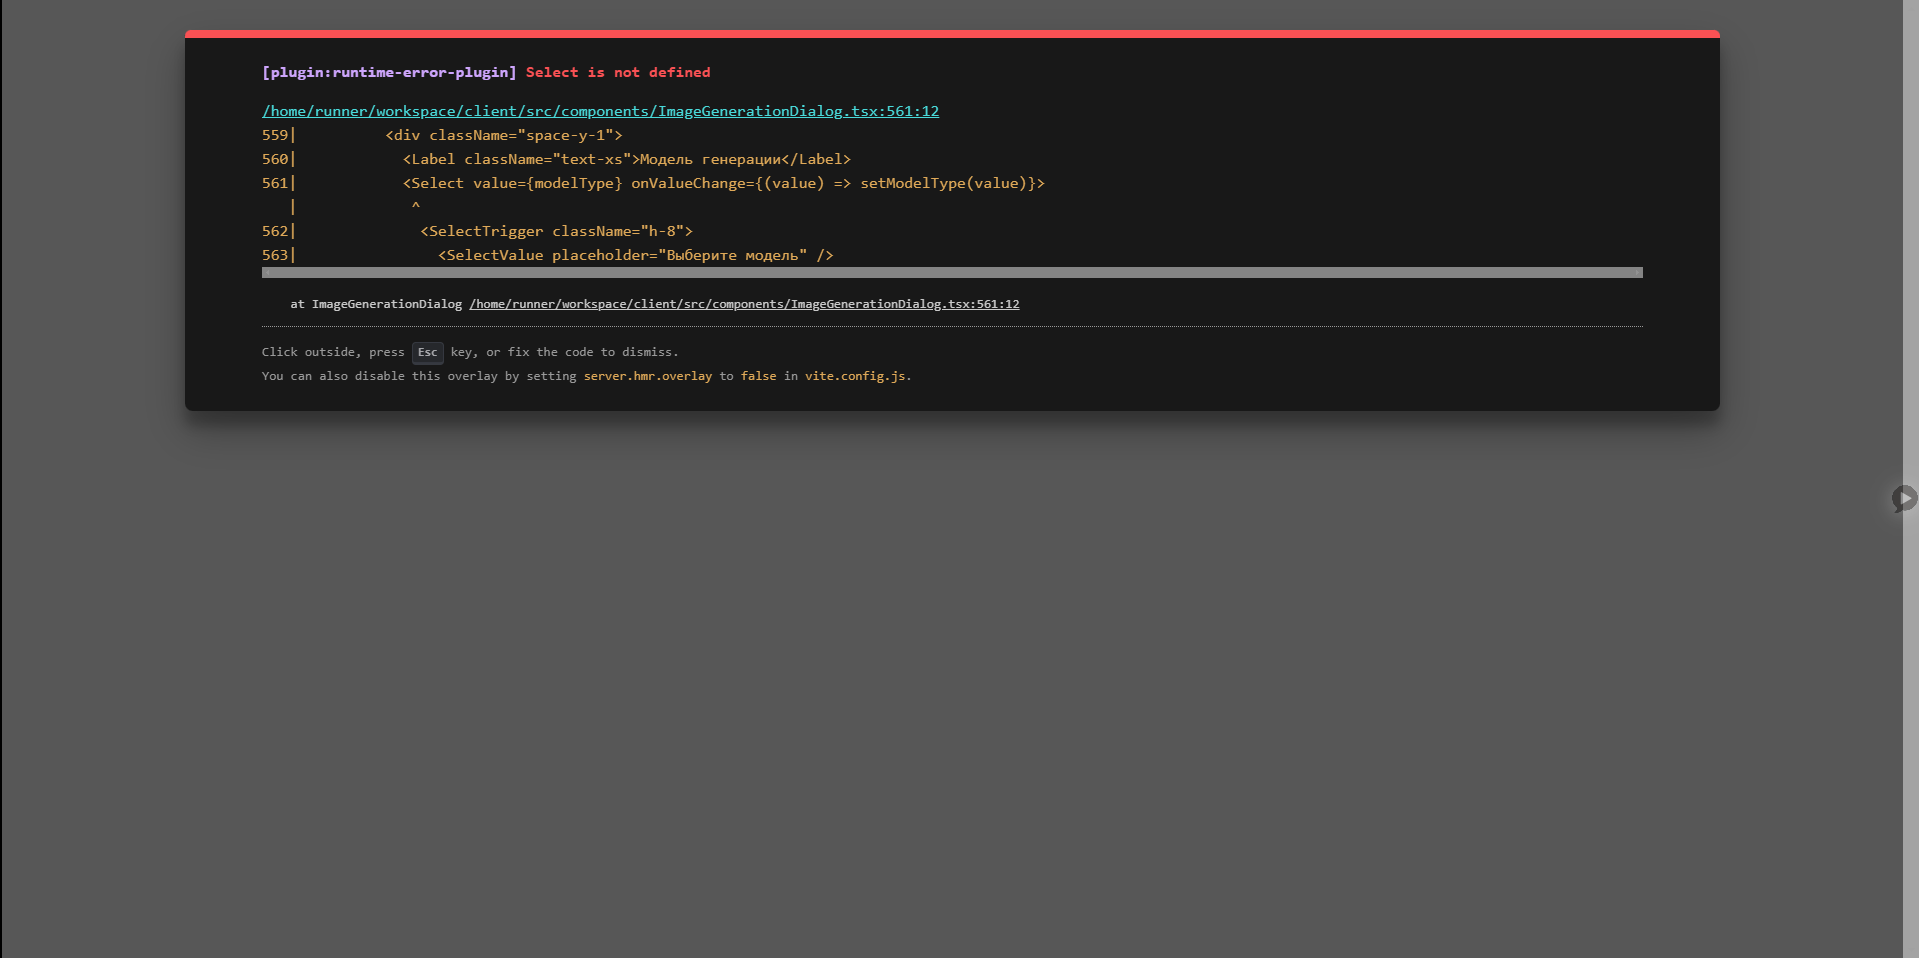 [plugin:runtime-error-plugin] Select is not defined
/home/runner/workspace/client/src/components/ImageGenerationDialog.tsx:561:12
559|          <div className="space-y-1">
560|            <Label className="text-xs">Модель генерации</Label>
561|            <Select value={modelType} onValueChange={(value) => setModelType(value)}>
   |             ^
562|              <SelectTrigger className="h-8">
563|                <SelectValue placeholder="Выберите модель" />
at ImageGenerationDialog /home/runner/workspace/client/src/components/ImageGenerationDialog.tsx:561:12
Click outside, press Esc key, or fix the code to dismiss.
You can also disable this overlay by setting server.hmr.overlay to false in vite.config.js.